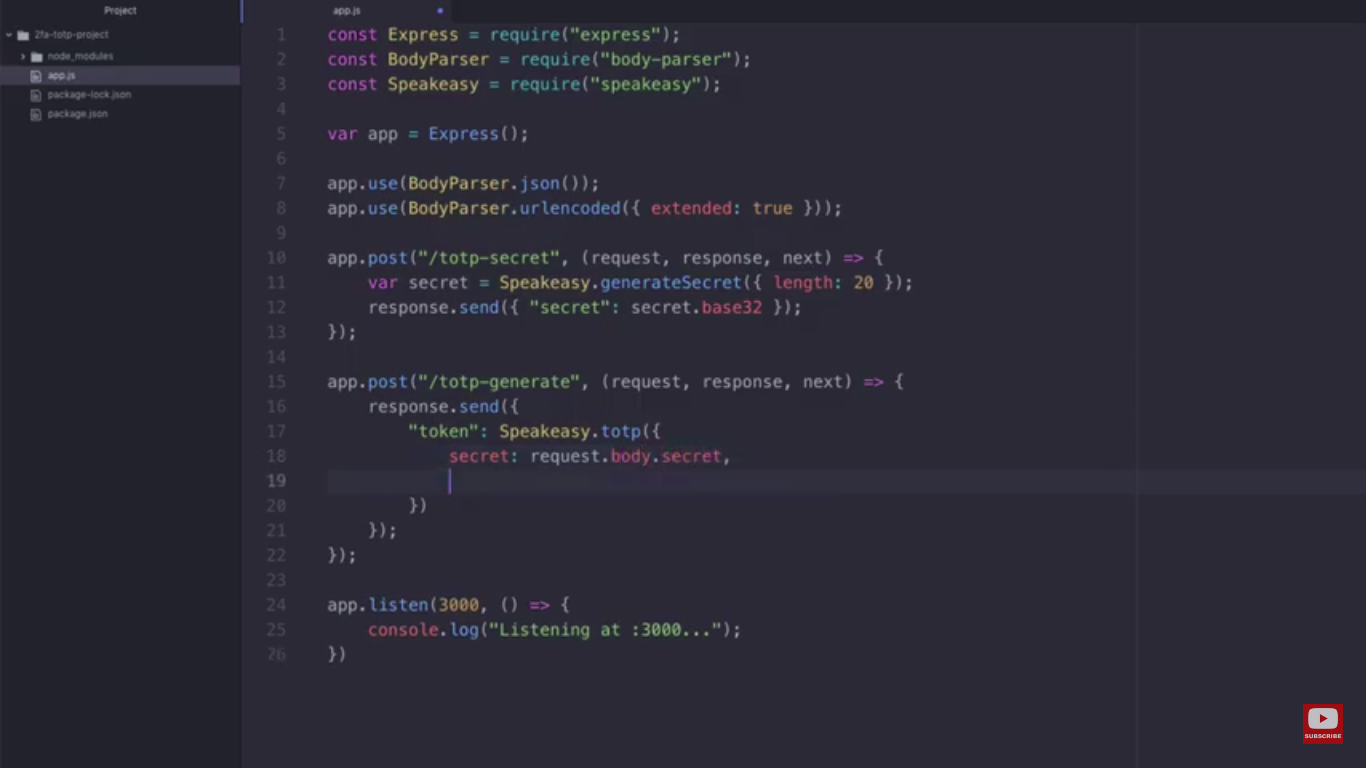 Project
2fa-totp-project
node_modules
app.js
package-lock.json
package.json
app.js
1 const Express = require("express");
2 const BodyParser = require("body-parser");
3 const Speakeasy = require("speakeasy");
4
5 var app = Express();
6
7 app.use(BodyParser.json());
8 app.use(BodyParser.urlencoded({ extended: true }));
9
10 app.post("/totp-secret", (request, response, next) => {
11 var secret = Speakeasy.generateSecret({ length: 20 });
12 response.send({ "secret": secret.base32 });
13 });
14
15 app.post("/totp-generate", (request, response, next) => {
16 response.send({
17 "token": Speakeasy.totp({
18 secret: request.body.secret,
19
20 })
21 });
22 });
23
24 app.listen(3000, () => {
25 console.log("Listening at :3000...");
26 })
SUBSCRIBE